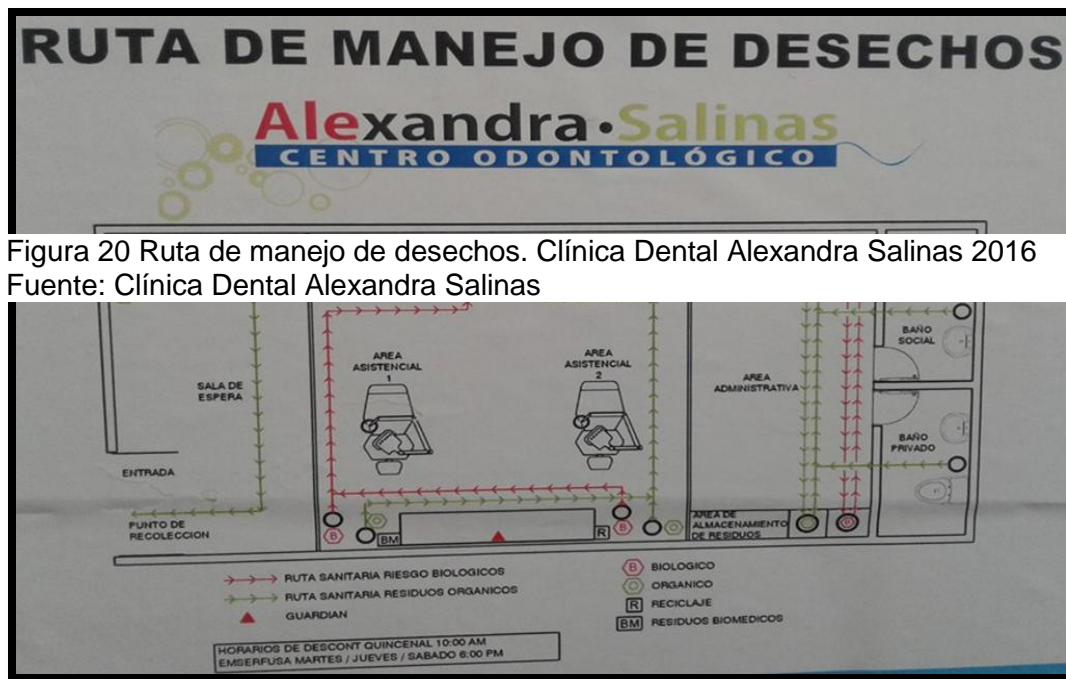 RUTA DE MANEJO DE DESECHOS
Alexandra·Salinas
CENTRO ODONTOLÓGICO
Figura 20 Ruta de manejo de desechos. Clínica Dental Alexandra Salinas 2016
Fuente: Clínica Dental Alexandra Salinas
BAÑO
SOCIAL
AREA
ASISTENCIAL
1
AREA
ASISTENCIAL
2
AREA
ADMINISTRATIVA
SALA DE
ESPERA
BAÑO
PRIVADO
ENTRADA
PUNTO DE
RECOLECCION
B
O
BM
R
B
O
AREA DE
ALMACENAMIENTO
DE RESIDUOS
RUTA SANITARIA RIESGO BIOLOGICOS
RUTA SANITARIA RESIDUOS ORGANICOS
GUARDIAN
B BIOLOGICO
O ORGANICO
R RECICLAJE
BM RESIDUOS BIOMEDICOS
HORARIOS DE DESCONT QUINCENAL 10:00 AM
EMSERFUSA MARTES / JUEVES / SABADO 6:00 PM